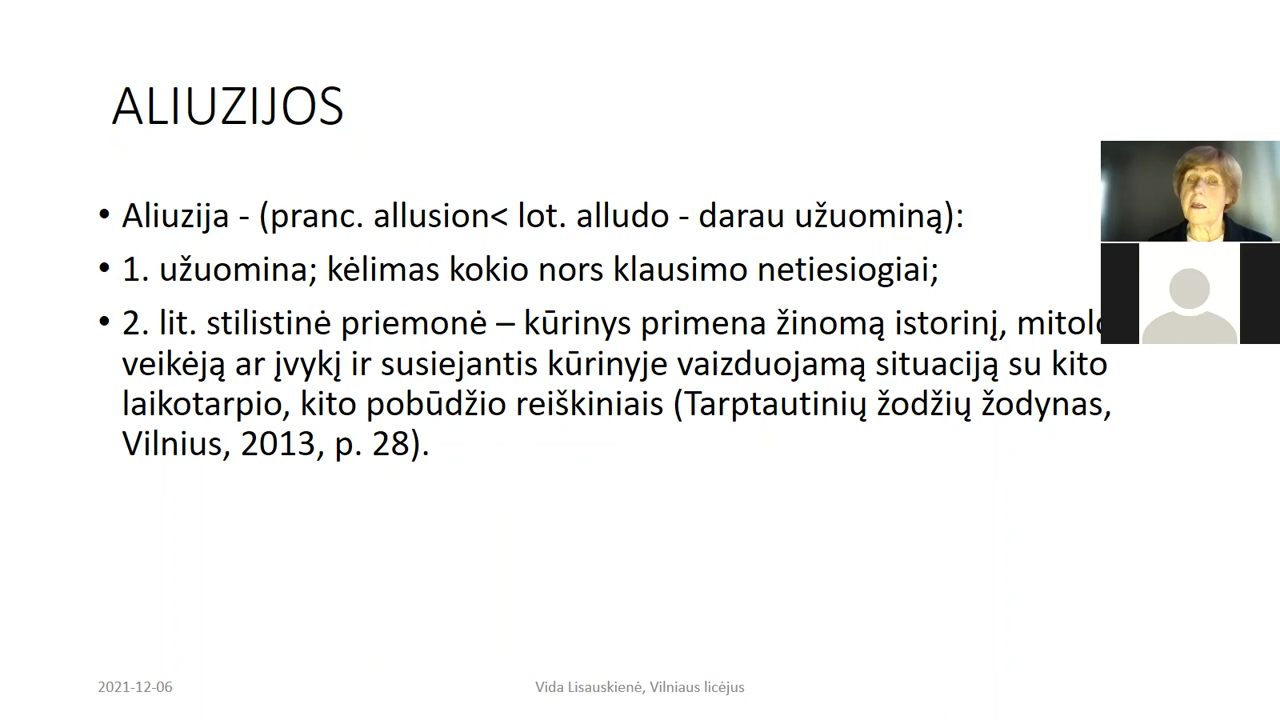 ALIUZIJOS
• Aliuzija - (pranc. allusion< lot. alludo - darau užuominą):
• 1. užuomina; kėlimas kokio nors klausimo netiesiogiai;
• 2. lit. stilistinė priemonė – kūrinys primena žinomą istorinį,
veikėją ar įvykį ir susiejantis kūrinyje vaizduojamą situaciją su kito
laikotarpio, kito pobūdžio reiškiniais (Tarptautinių žodžių žodynas,
Vilnius, 2013, p. 28).
2021-12-06
Vida Lisauskienė, Vilniaus licėjus